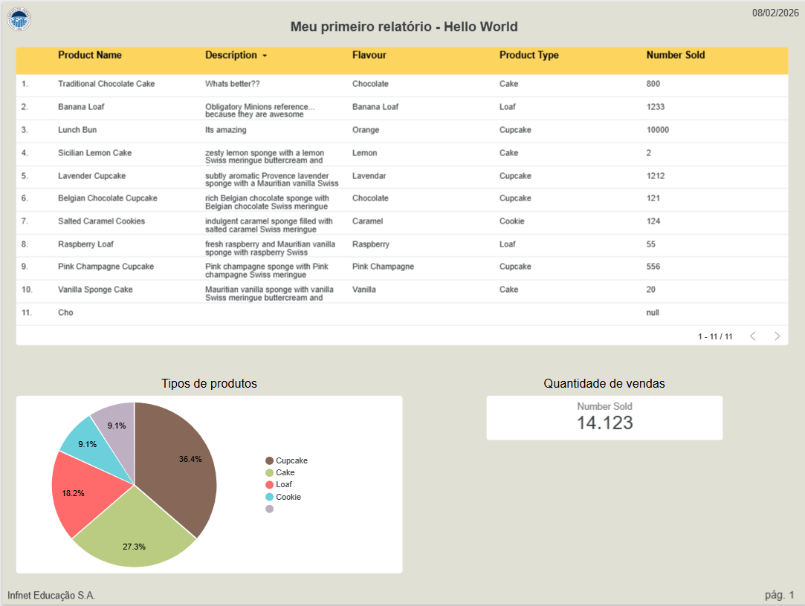 08/02/2026
Meu primeiro relatório - Hello World
Product Name Description Flavour Product Type Number Sold
1. Traditional Chocolate Cake Whats better?? Chocolate Cake 800
2. Banana Loaf Obligatory Minions reference... because they are awesome Banana Loaf Loaf 1233
3. Lunch Bun Its amazing Orange Cupcake 10000
4. Sicilian Lemon Cake zesty lemon sponge with a lemon Swiss meringue buttercream and Lemon Cake 2
5. Lavender Cupcake subtly aromatic Provence lavender sponge with a Mauritian vanilla Swiss Lavendar Cupcake 1212
6. Belgian Chocolate Cupcake rich Belgian chocolate sponge with Belgian chocolate Swiss meringue Chocolate Cupcake 121
7. Salted Caramel Cookies indulgent caramel sponge filled with salted caramel Swiss meringue Caramel Cookie 124
8. Raspberry Loaf fresh raspberry and Mauritian vanilla sponge with raspberry Swiss Raspberry Loaf 55
9. Pink Champagne Cupcake Pink champagne sponge with Pink champagne Swiss meringue Pink Champagne Cupcake 556
10. Vanilla Sponge Cake Mauritian vanilla sponge with vanilla Swiss meringue buttercream and Vanilla Cake 20
11. Cho null
1 - 11 / 11
Tipos de produtos
36.4%
27.3%
18.2%
9.1%
9.1%
Cupcake
Cake
Loaf
Cookie
Quantidade de vendas
Number Sold
14.123
Infnet Educação S.A.
pág. 1